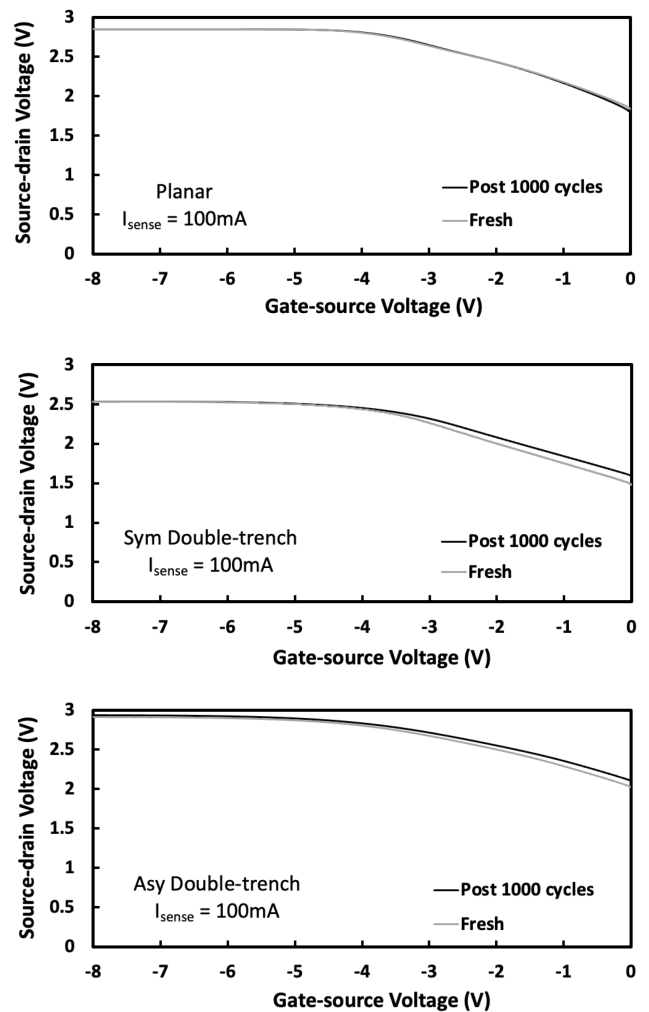 Source-drain Voltage (V)
3
2.5
2
1.5
1
0.5
0
Planar
I_sense = 100mA
Post 1000 cycles
Fresh
-8 -7 -6 -5 -4 -3 -2 -1 0
Gate-source Voltage (V)
Source-drain Voltage (V)
3
2.5
2
1.5
1
0.5
0
Sym Double-trench
I_sense = 100mA
Post 1000 cycles
Fresh
-8 -7 -6 -5 -4 -3 -2 -1 0
Gate-source Voltage (V)
Source-drain Voltage (V)
3
2.5
2
1.5
1
0.5
0
Asy Double-trench
I_sense = 100mA
Post 1000 cycles
Fresh
-8 -7 -6 -5 -4 -3 -2 -1 0
Gate-source Voltage (V)